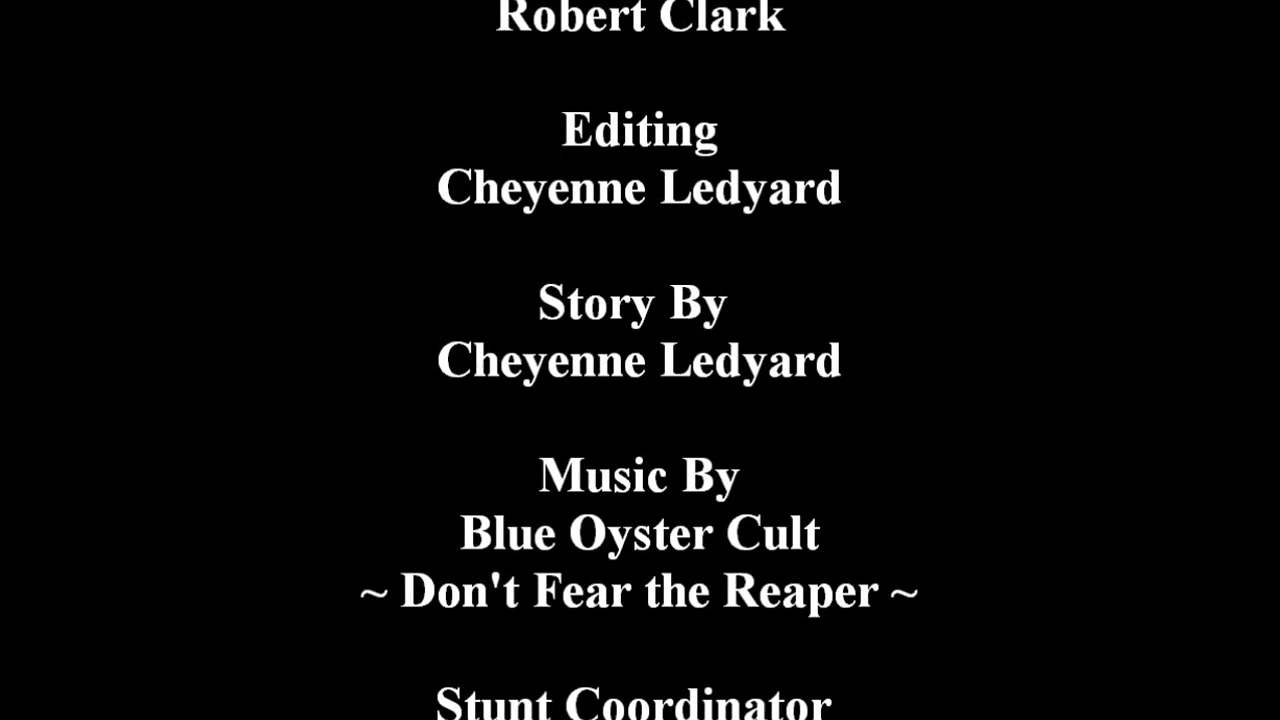 Robert Clark
Editing
Cheyenne Ledyard
Story By
Cheyenne Ledyard
Music By
Blue Oyster Cult
~ Don't Fear the Reaper ~
Stunt Coordinator